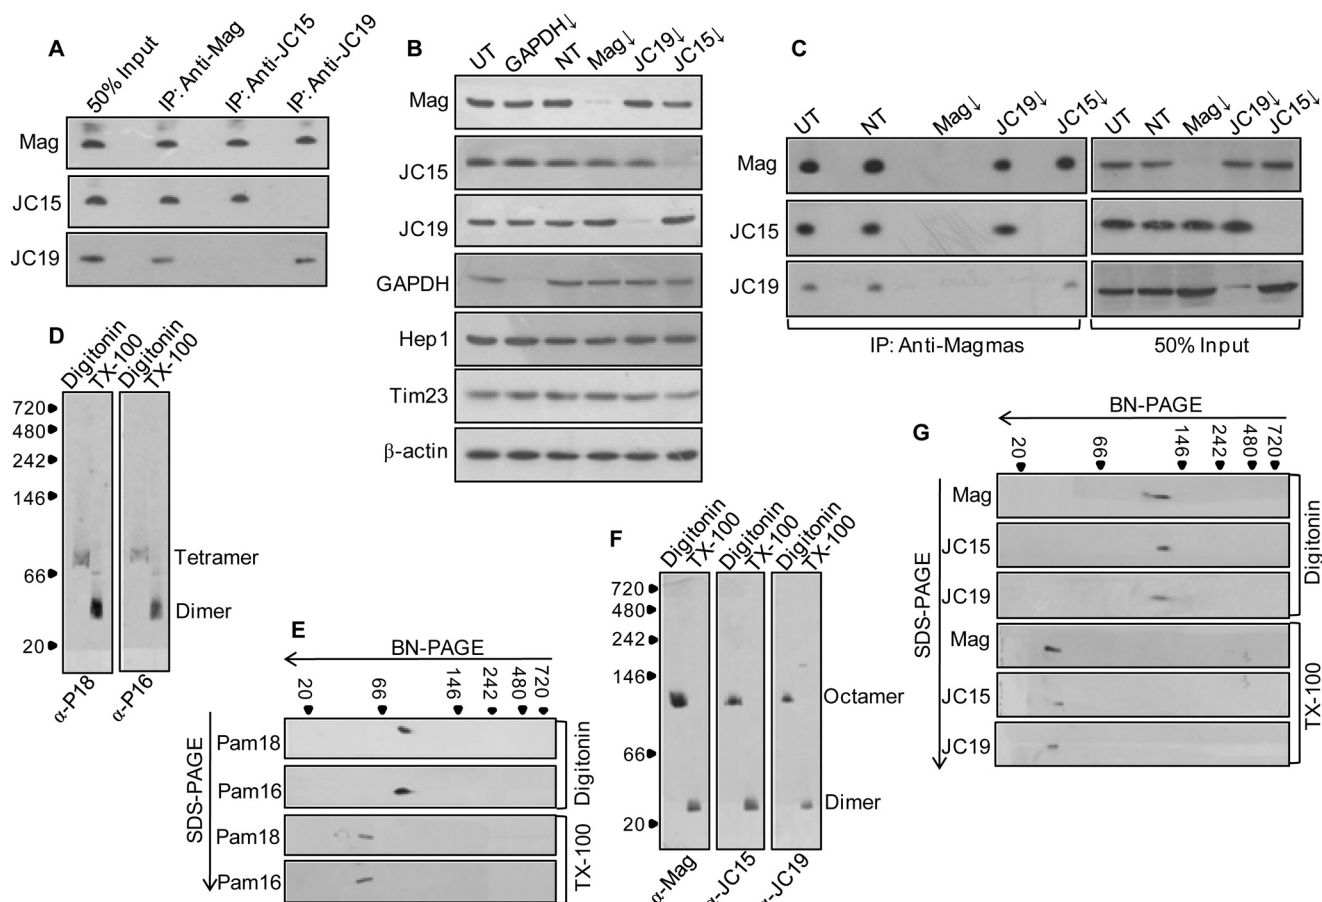 A
50% Input
IP: Anti-Mag
IP: Anti-JC15
IP: Anti-JC19
Mag
JC15
JC19
B
UT
GAPDH↓
NT
Mag↓
JC19↓
JC15↓
Mag
JC15
JC19
GAPDH
Hep1
Tim23
β-actin
C
UT
NT
Mag↓
JC19↓
JC15↓
UT
NT
Mag↓
JC19↓
JC15↓
Mag
JC15
JC19
IP: Anti-Magmas
50% Input
D
Digitonin
TX-100
Digitonin
TX-100
720
480
242
146
66
20
Tetramer
Dimer
α-P18
α-P16
E
BN-PAGE
20
66
146
242
480
720
SDS-PAGE
Pam18
Pam16
Pam18
Pam16
Digitonin
TX-100
F
Digitonin
TX-100
Digitonin
TX-100
Digitonin
TX-100
720
480
242
146
66
20
Octamer
Dimer
α-Mag
α-JC15
α-JC19
G
BN-PAGE
20
66
146
242
480
720
SDS-PAGE
Mag
JC15
JC19
Mag
JC15
JC19
Digitonin
TX-100